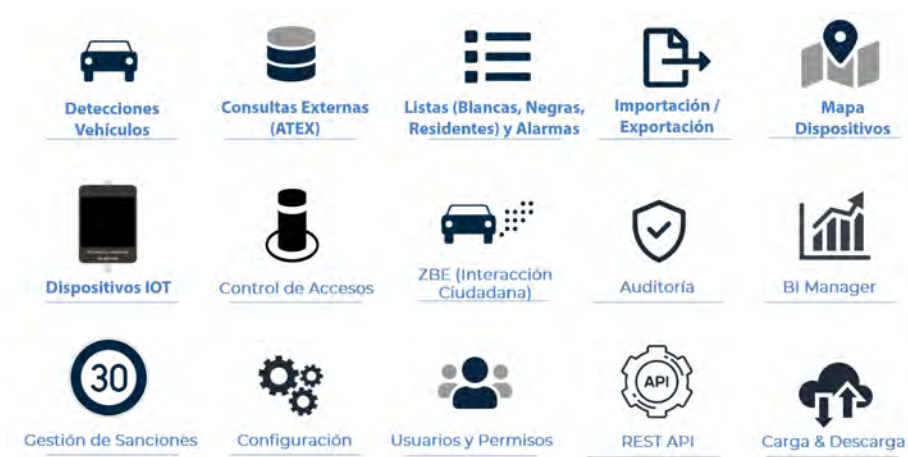 Detecciones
Vehículos
Consultas Externas
(ATEX)
Listas (Blancas, Negras,
Residentes) y Alarmas
Importación /
Exportación
Mapa
Dispositivos
Dispositivos IOT
Control de Accesos
ZBE (Interacción
Ciudadana)
Auditoría
BI Manager
30
API
Gestión de Sanciones
Configuración
Usuarios y Permisos
REST API
Carga & Descarga